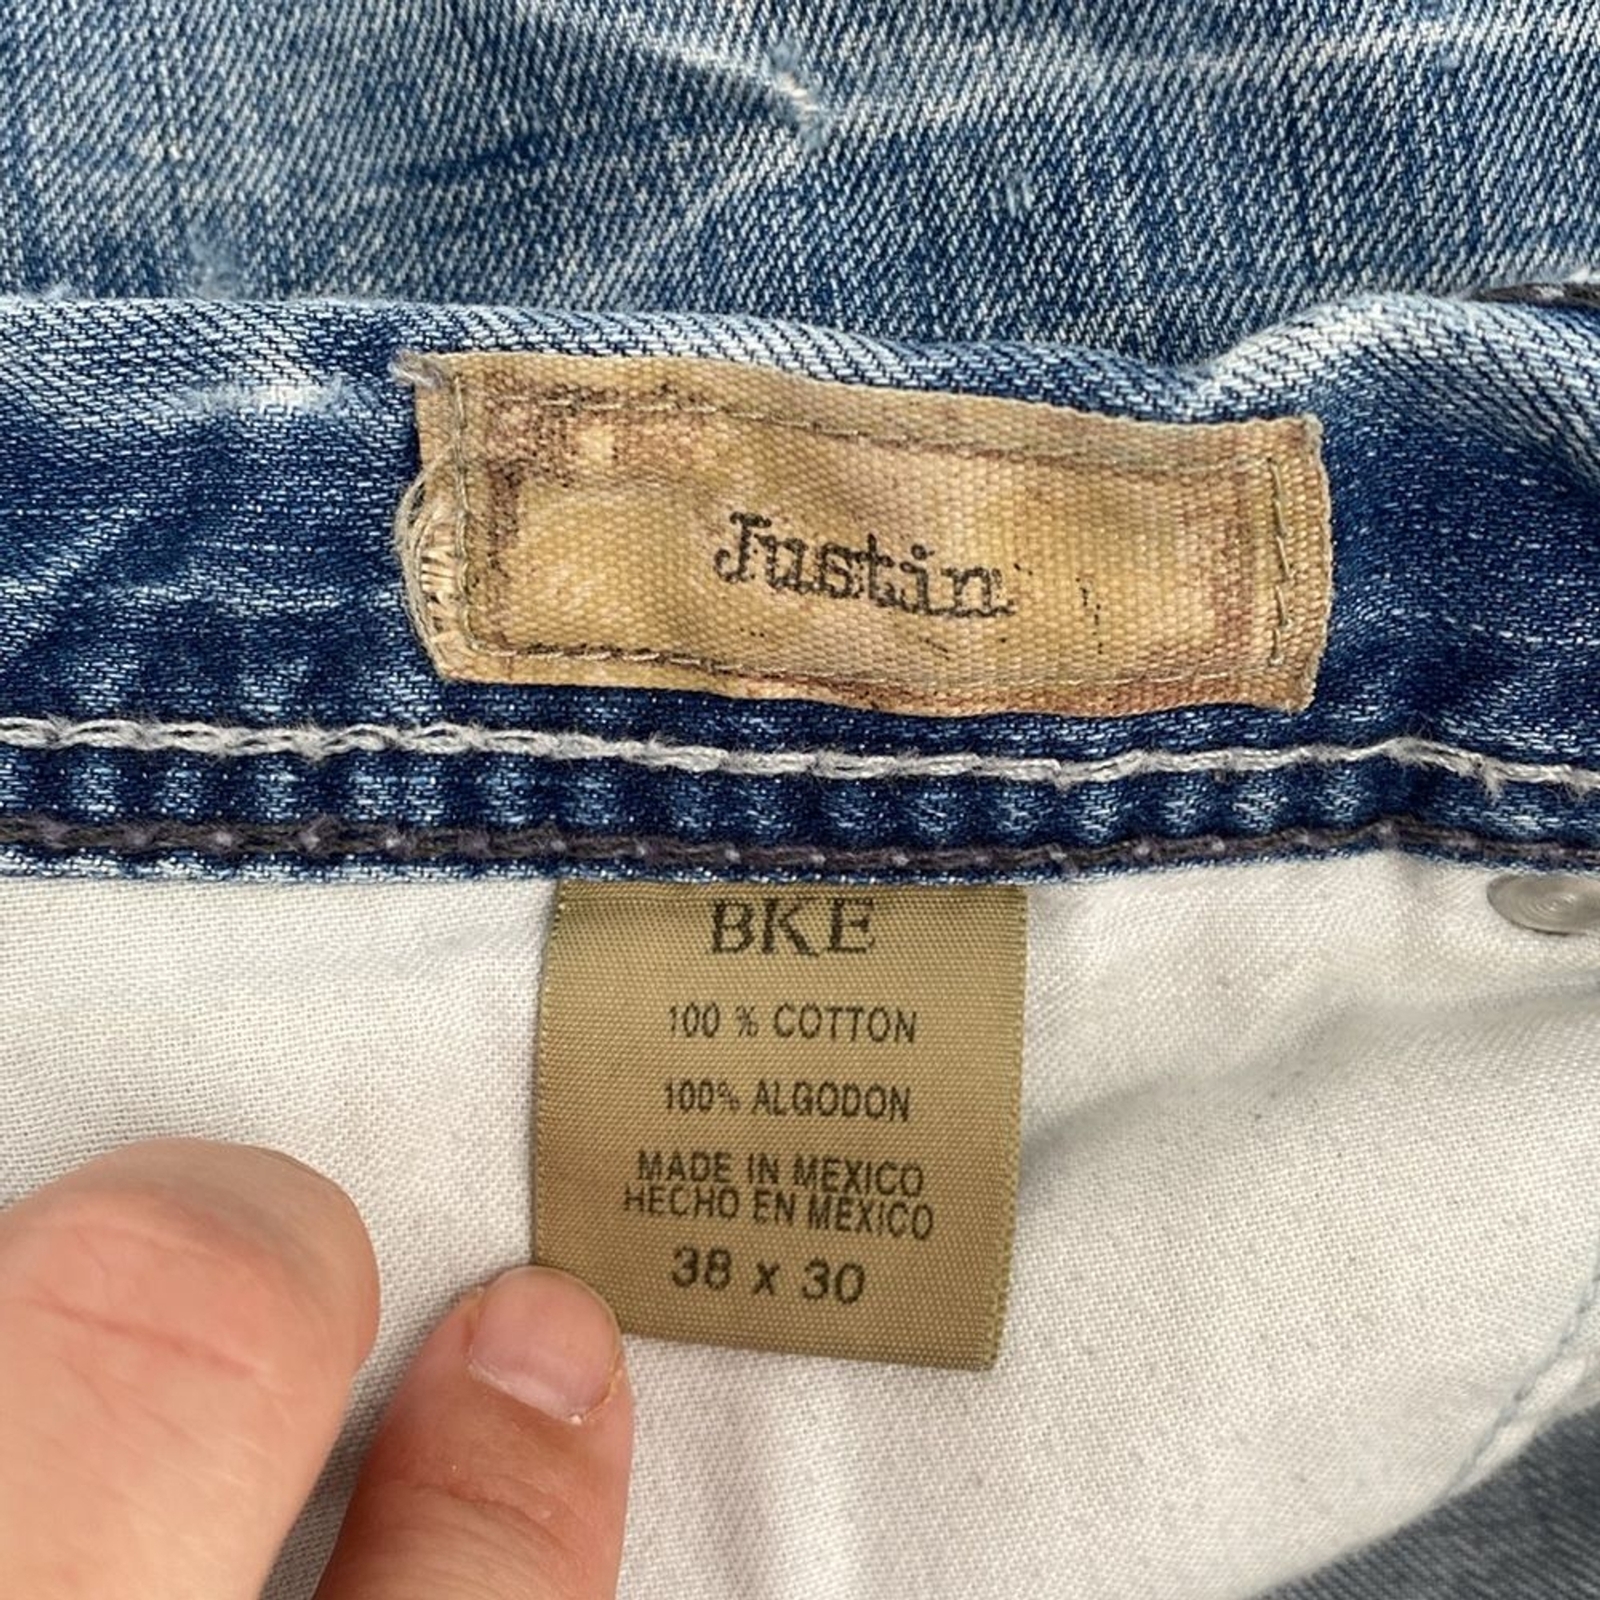 Justin
BKE
100 % COTTON
100% ALGODON
MADE IN MEXICO
HECHO EN MEXICO
38 x 30